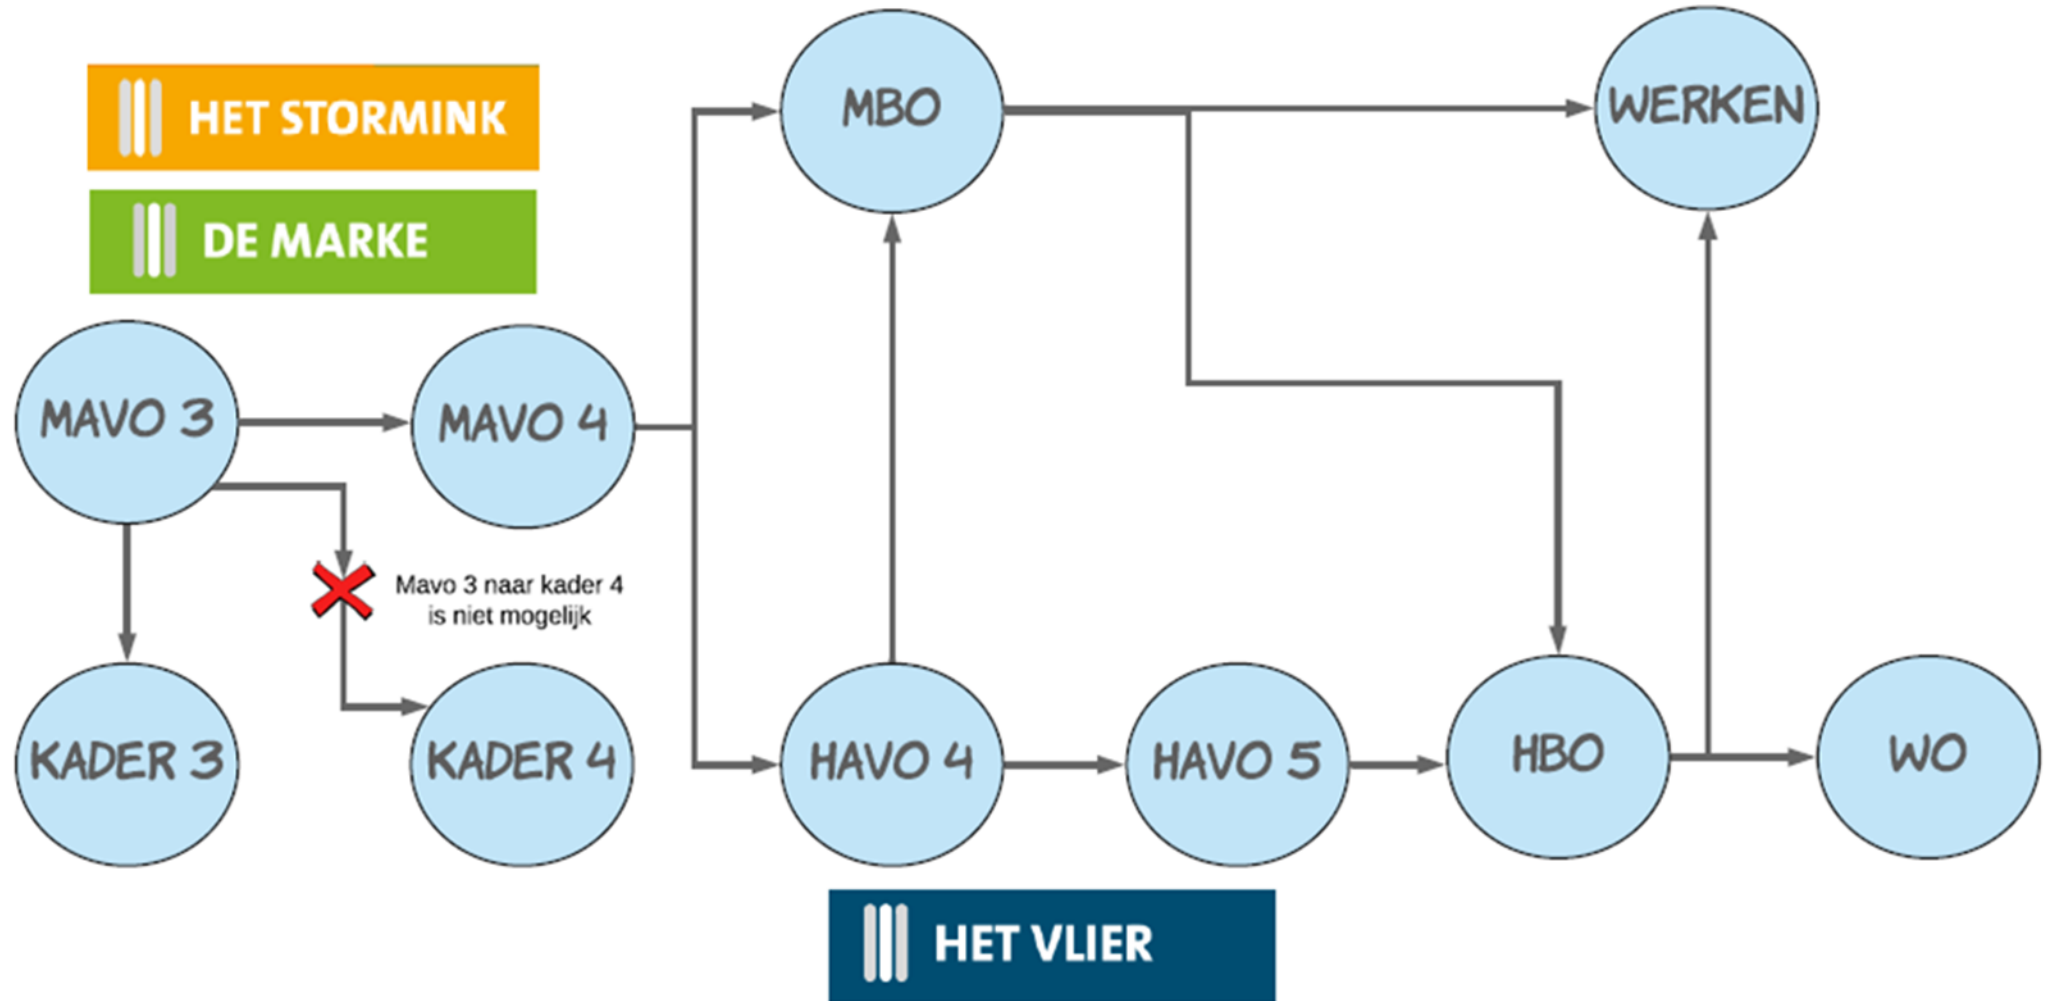 HET STORMINK
DE MARKE
MBO
WERKEN
MAVO 3
MAVO 4
Mavo 3 naar kader 4
is niet mogelijk
KADER 3
KADER 4
HAVO 4
HAVO 5
HBO
WO
HET VLIER